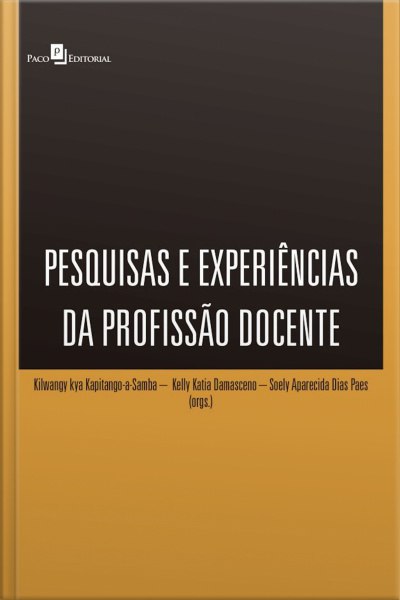 PACO EDITORIAL
PESQUISAS E EXPERIÊNCIAS
DA PROFISSÃO DOCENTE
Kilwangy kya Kapitango-a-Samba – Kelly Katia Damasceno – Soely Aparecida Dias Paes
(orgs.)